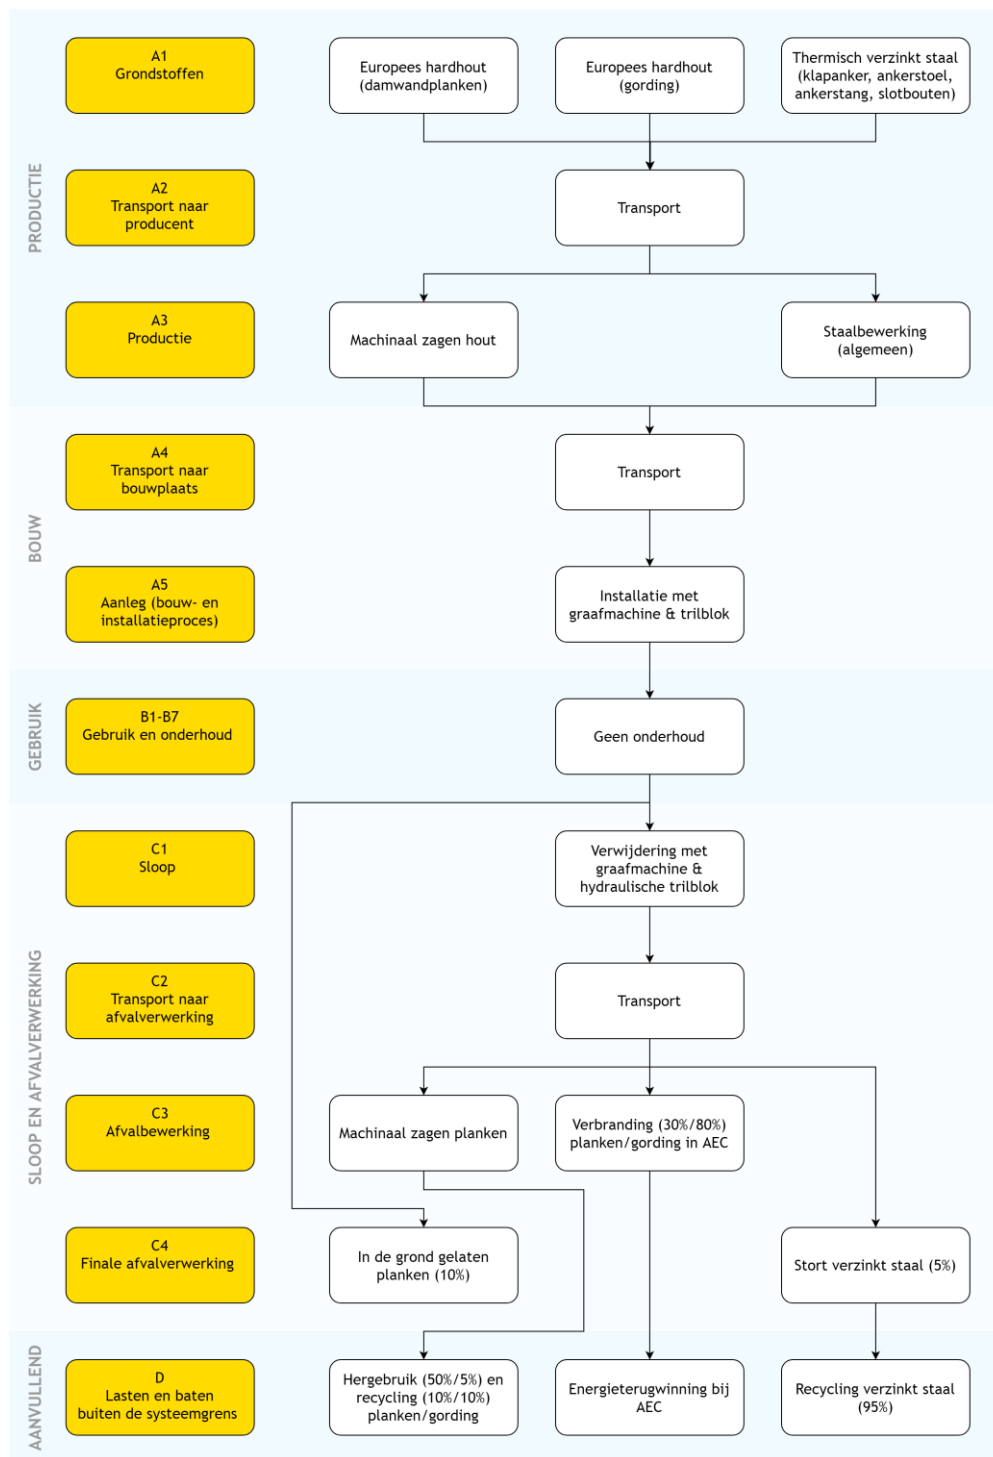 PRODUCTIE
A1
Grondstoffen
Europees hardhout
(damwandplanken)
Europees hardhout
(gording)
Thermisch verzinkt staal
(klapanker, ankerstoel,
ankerstang, slotbouten)
A2
Transport naar
producent
Transport
A3
Productie
Machinaal zagen hout
Staalbewerking
(algemeen)
BOUW
A4
Transport naar
bouwplaats
Transport
A5
Aanleg (bouw- en
installatieproces)
Installatie met
graafmachine & trilblok
GEBRUIK
B1-B7
Gebruik en onderhoud
Geen onderhoud
SLOOP EN AFVALVERWERKING
C1
Sloop
Verwijdering met
graafmachine &
hydraulische trilblok
C2
Transport naar
afvalverwerking
Transport
C3
Afvalbewerking
Machinaal zagen planken
Verbranding (30%/80%)
planken/gording in AEC
C4
Finale afvalverwerking
In de grond gelaten
planken (10%)
Stort verzinkt staal (5%)
AANVULLEND
D
Lasten en baten
buiten de systeemgrens
Hergebruik (50%/5%) en
recycling (10%/10%)
planken/gording
Energieterugwinning bij
AEC
Recycling verzinkt staal
(95%)